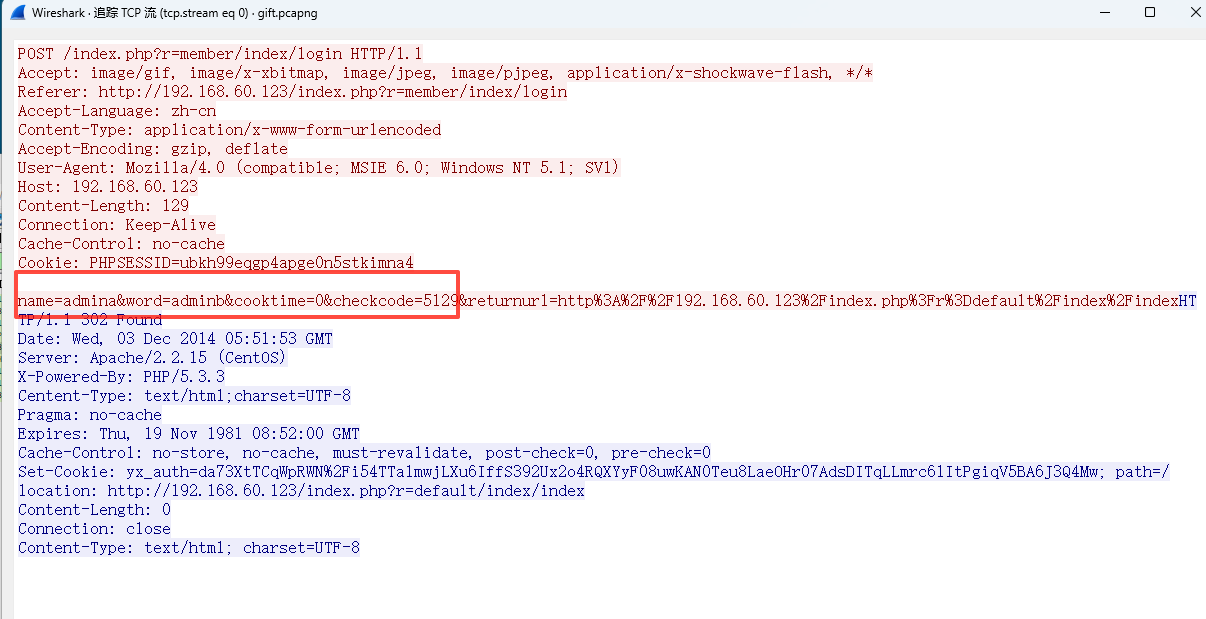 Wireshark · 追踪 TCP 流 (tcp.stream eq 0) · gift.pcapng
POST /index.php?r=member/index/login HTTP/1.1
Accept: image/gif, image/x-xbitmap, image/jpeg, image/pjpeg, application/x-shockwave-flash, */*
Referer: http://192.168.60.123/index.php?r=member/index/login
Accept-Language: zh-cn
Content-Type: application/x-www-form-urlencoded
Accept-Encoding: gzip, deflate
User-Agent: Mozilla/4.0 (compatible; MSIE 6.0; Windows NT 5.1; SV1)
Host: 192.168.60.123
Content-Length: 129
Connection: Keep-Alive
Cache-Control: no-cache
Cookie: PHPSESSID=ubkh99eqgp4apge0n5stkimna4
name=admina&word=adminb&cooktime=0&checkcode=5129&returnurl=http%3A%2F%2F192.168.60.123%2Findex.php%3Fr%3Ddefault%2Findex%2FindexHT
TP/1.1 302 Found
Date: Wed, 03 Dec 2014 05:51:53 GMT
Server: Apache/2.2.15 (CentOS)
X-Powered-By: PHP/5.3.3
Centent-Type: text/html;charset=UTF-8
Pragma: no-cache
Expires: Thu, 19 Nov 1981 08:52:00 GMT
Cache-Control: no-store, no-cache, must-revalidate, post-check=0, pre-check=0
Set-Cookie: yx_auth=da73XtTCqWpRWN%2Fi54TTa1mwjLXu6IffS392Ux2o4RQXYyF08uwKAN0Teu8LaeOHr07AdsDITqLLmrc61ItPgiqV5BA6J3Q4Mw; path=/
location: http://192.168.60.123/index.php?r=default/index/index
Content-Length: 0
Connection: close
Content-Type: text/html; charset=UTF-8